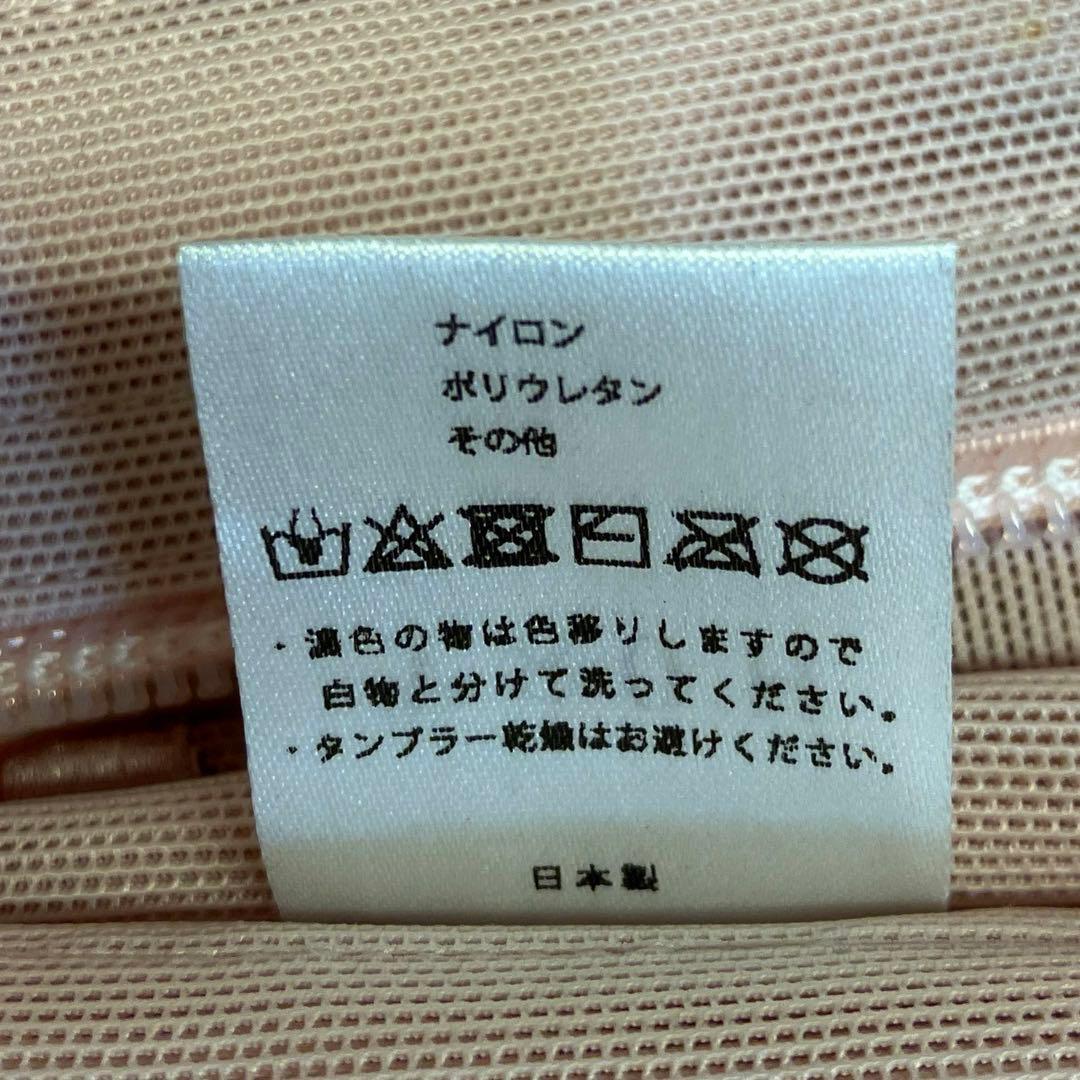 ナイロン
ポリウレタン
その他
・濃色の物は色移りしますので
白物と分けて洗ってください。
・タンブラー乾燥はお避けください。
日本製